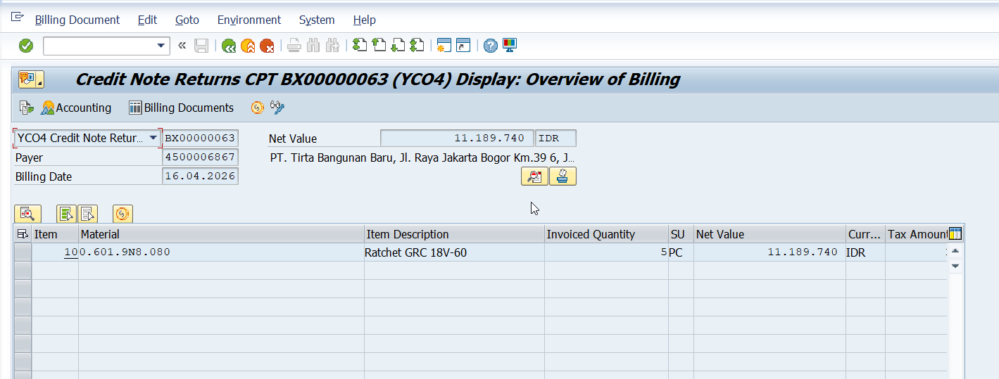 Billing Document Edit Goto Environment System Help
Credit Note Returns CPT BX00000063 (YCO4) Display: Overview of Billing
Accounting Billing Documents
YCO4 Credit Note Retur... BX00000063 Net Value 11.189.740 IDR
Payer 4500006867 PT. Tirta Bangunan Baru, Jl. Raya Jakarta Bogor Km.39 6, J...
Billing Date 16.04.2026
Item Material Item Description Invoiced Quantity SU Net Value Curr... Tax Amount
10 0.601.9N8.080 Ratchet GRC 18V-60 5 PC 11.189.740 IDR